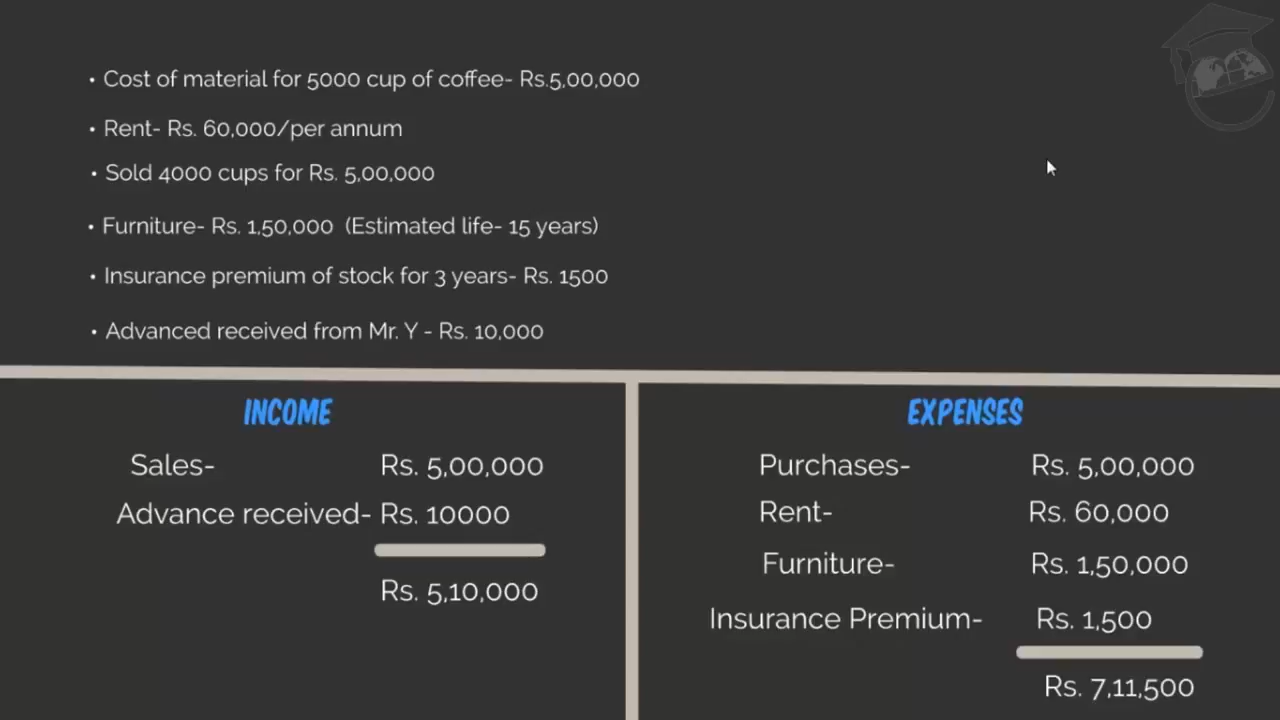 • Cost of material for 5000 cup of coffee- Rs.5,00,000
• Rent- Rs. 60,000/per annum
• Sold 4000 cups for Rs. 5,00,000
• Furniture- Rs. 1,50,000 (Estimated life- 15 years)
• Insurance premium of stock for 3 years- Rs. 1500
• Advanced received from Mr. Y - Rs. 10,000
INCOME
Sales- Rs. 5,00,000
Advance received- Rs. 10000
Rs. 5,10,000
EXPENSES
Purchases- Rs. 5,00,000
Rent- Rs. 60,000
Furniture- Rs. 1,50,000
Insurance Premium- Rs. 1,500
Rs. 7,11,500